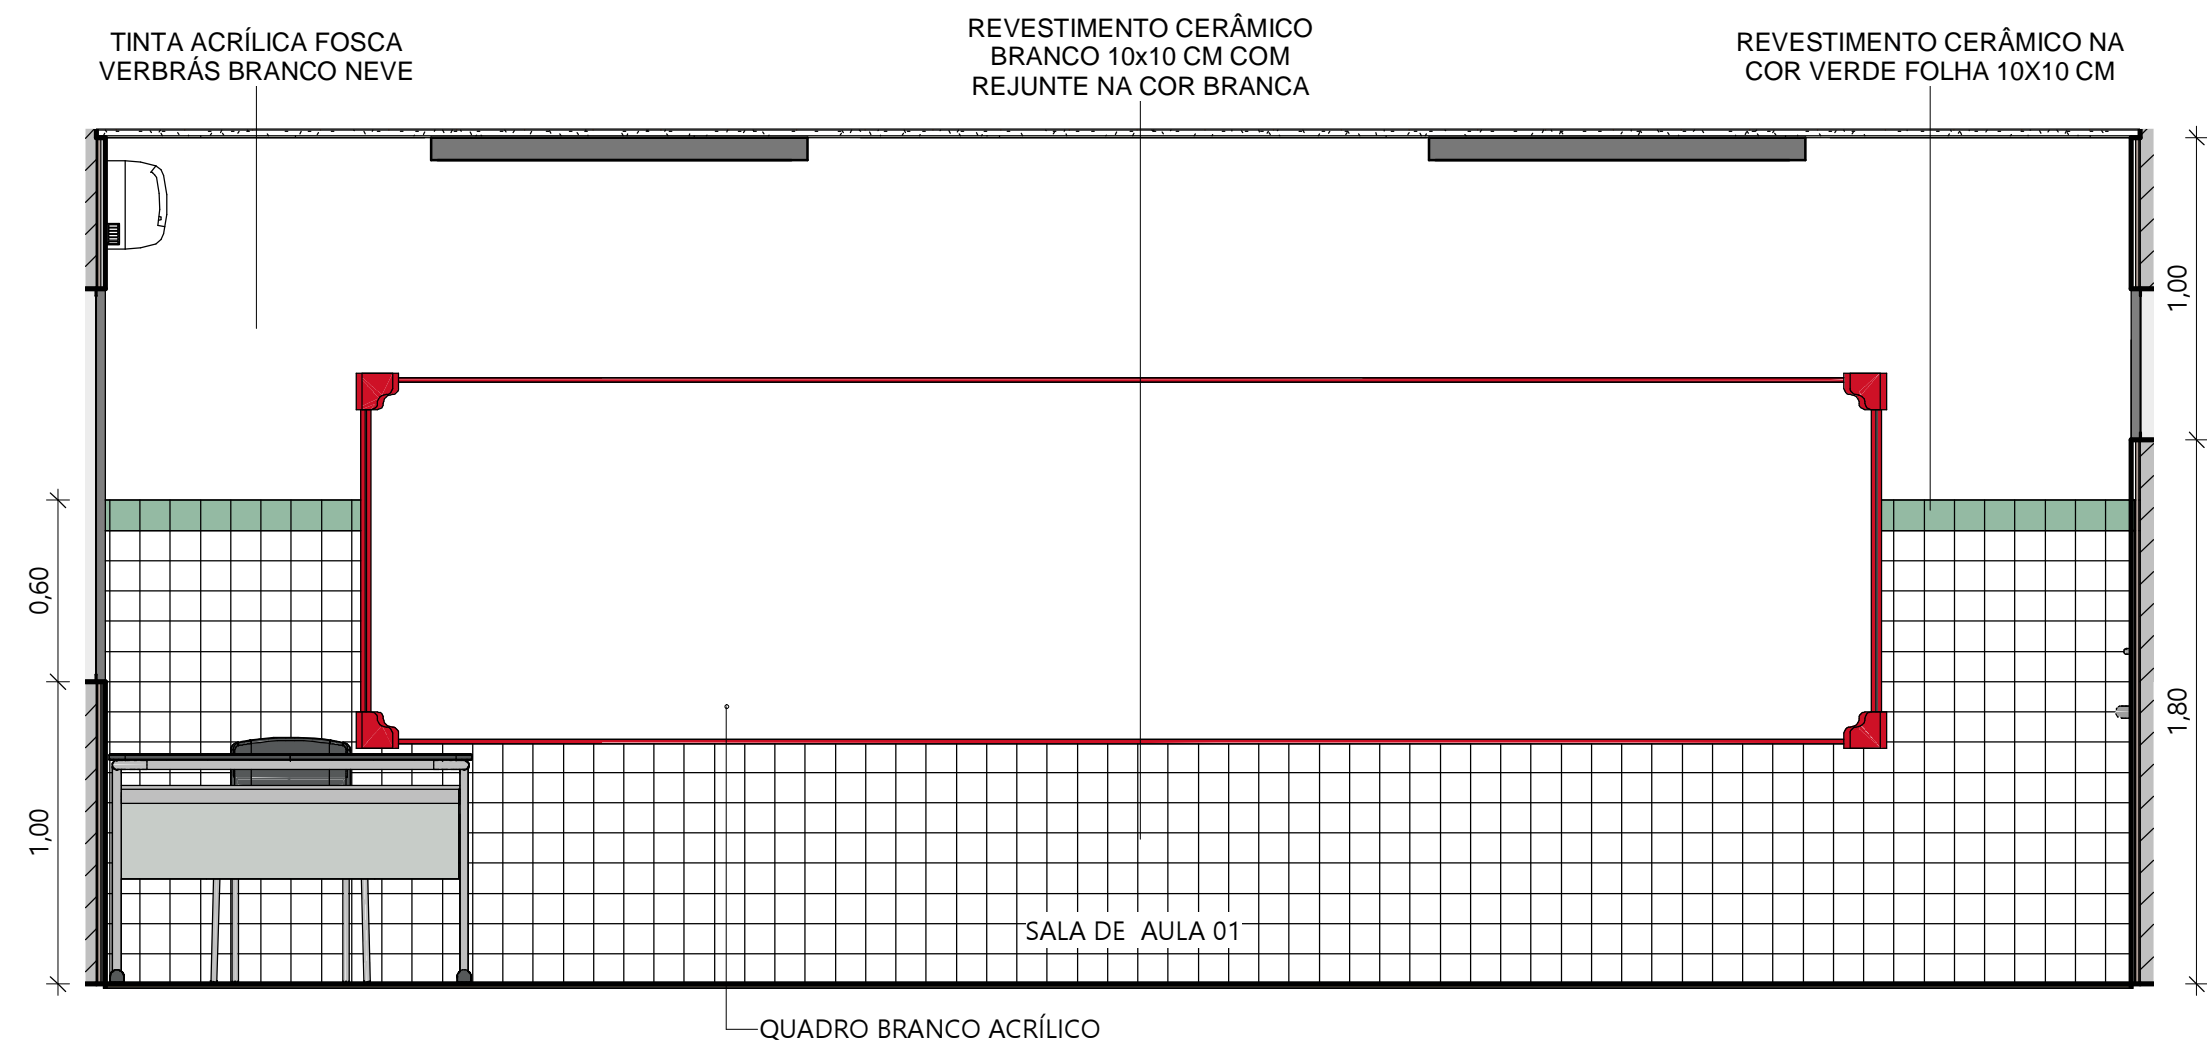 TINTA ACRÍLICA FOSCA
VERBRÁS BRANCO NEVE
REVESTIMENTO CERÂMICO
BRANCO 10x10 CM COM
REJUNTE NA COR BRANCA
REVESTIMENTO CERÂMICO NA
COR VERDE FOLHA 10X10 CM
1,00
0,60
1,80
1,00
SALA DE  AULA 01
QUADRO BRANCO ACRÍLICO